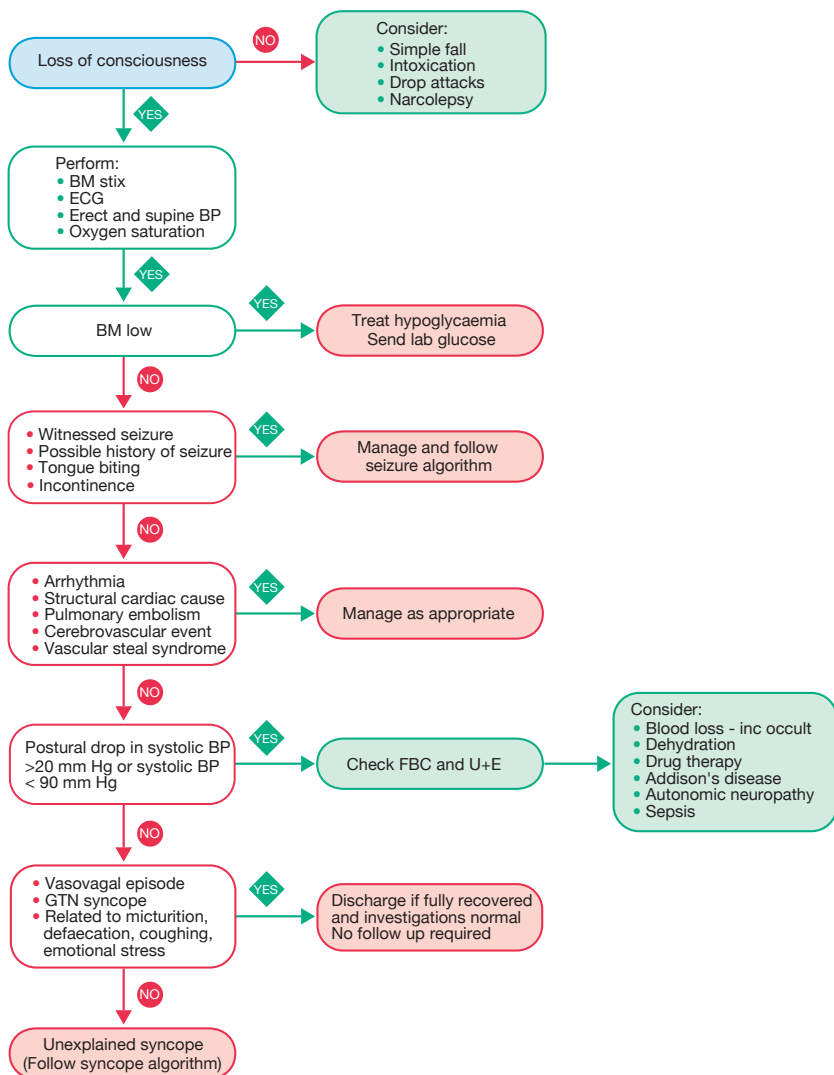 Loss of consciousness
NO
Consider:
• Simple fall
• Intoxication
• Drop attacks
• Narcolepsy
YES
Perform:
• BM stix
• ECG
• Erect and supine BP
• Oxygen saturation
YES
BM low
YES
Treat hypoglycaemia
Send lab glucose
NO
• Witnessed seizure
• Possible history of seizure
• Tongue biting
• Incontinence
YES
Manage and follow
seizure algorithm
NO
• Arrhythmia
• Structural cardiac cause
• Pulmonary embolism
• Cerebrovascular event
• Vascular steal syndrome
YES
Manage as appropriate
NO
Postural drop in systolic BP
>20 mm Hg or systolic BP
< 90 mm Hg
YES
Check FBC and U+E
Consider:
• Blood loss - inc occult
• Dehydration
• Drug therapy
• Addison's disease
• Autonomic neuropathy
• Sepsis
NO
• Vasovagal episode
• GTN syncope
• Related to micturition,
defaecation, coughing,
emotional stress
YES
Discharge if fully recovered
and investigations normal
No follow up required
NO
Unexplained syncope
(Follow syncope algorithm)